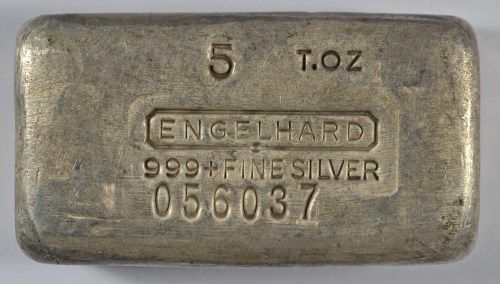 5 T.OZ
ENGELHARD
999+FINE SILVER
056037